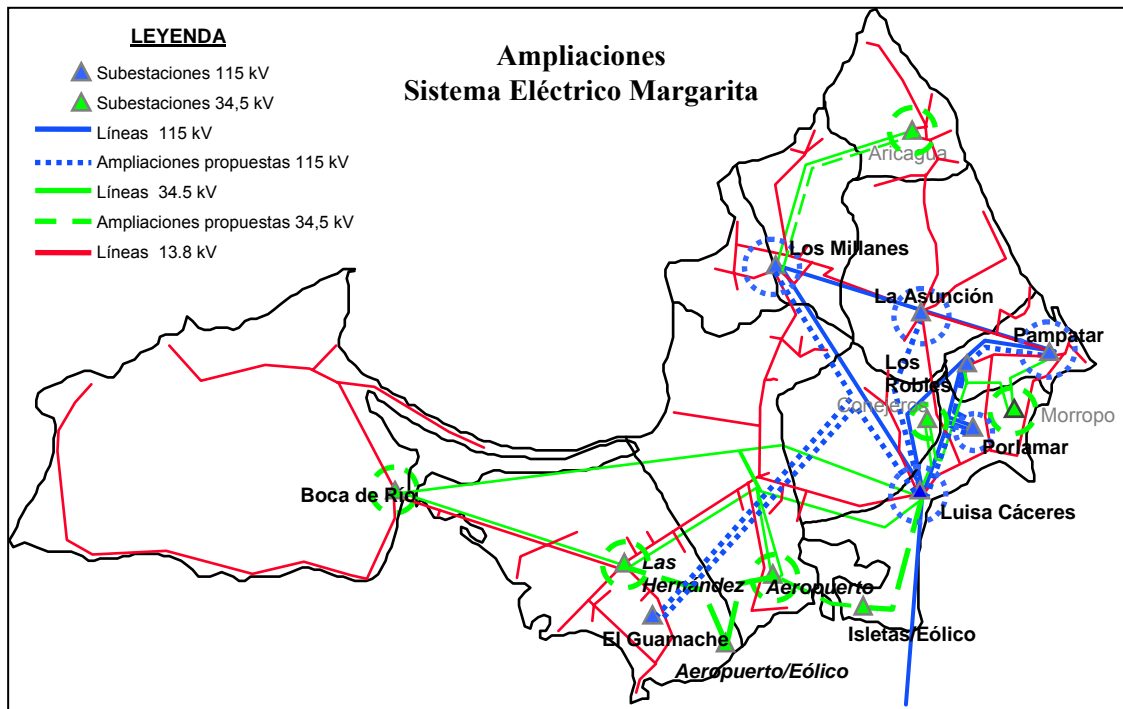 LEYENDA
Subestaciones 115 kV
Subestaciones 34,5 kV
Líneas 115 kV
Ampliaciones propuestas 115 kV
Líneas 34.5 kV
Ampliaciones propuestas 34,5 kV
Líneas 13.8 kV
Ampliaciones
Sistema Eléctrico Margarita
Aricagua
Los Millanes
La Asunción
Pampatar
Los
Robles
Conejeros
Morropo
Porlamar
Boca de Río
Luisa Cáceres
Las
Hernández
Aeropuerto
El Guamache
Isletas/Eólico
Aeropuerto/Eólico